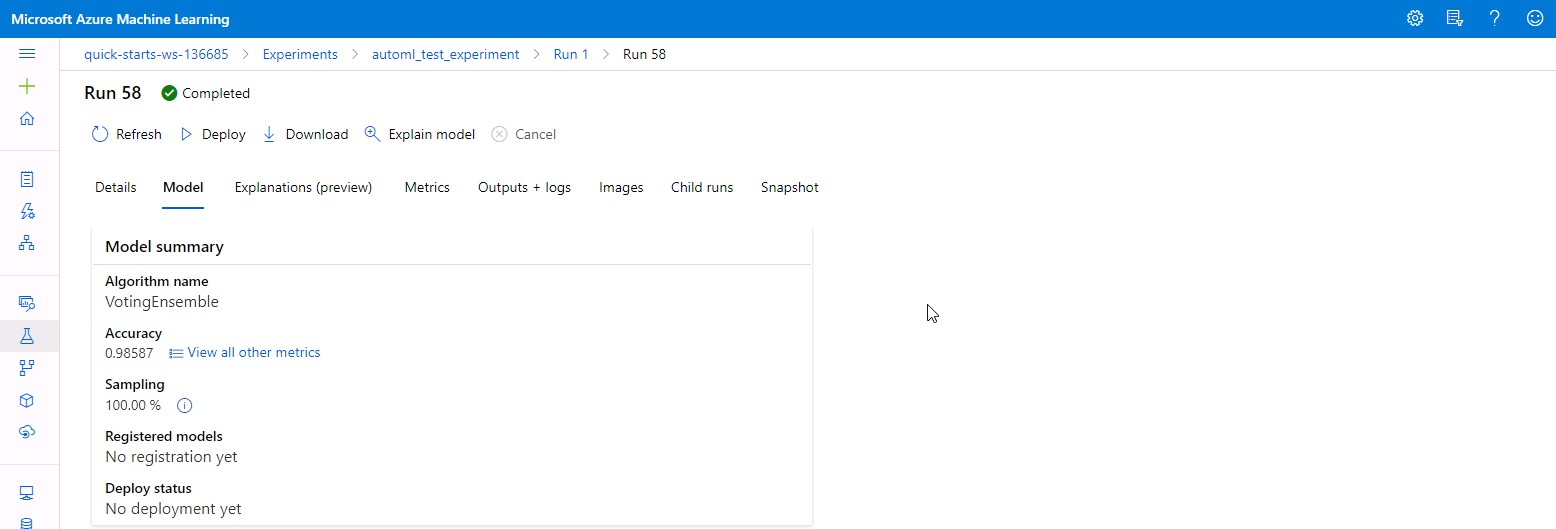 Microsoft Azure Machine Learning
quick-starts-ws-136685 > Experiments > automl_test_experiment > Run 1 > Run 58
Run 58 Completed
Refresh Deploy Download Explain model Cancel
Details Model Explanations (preview) Metrics Outputs + logs Images Child runs Snapshot
Model summary
Algorithm name
VotingEnsemble
Accuracy
0.98587 View all other metrics
Sampling
100.00 %
Registered models
No registration yet
Deploy status
No deployment yet